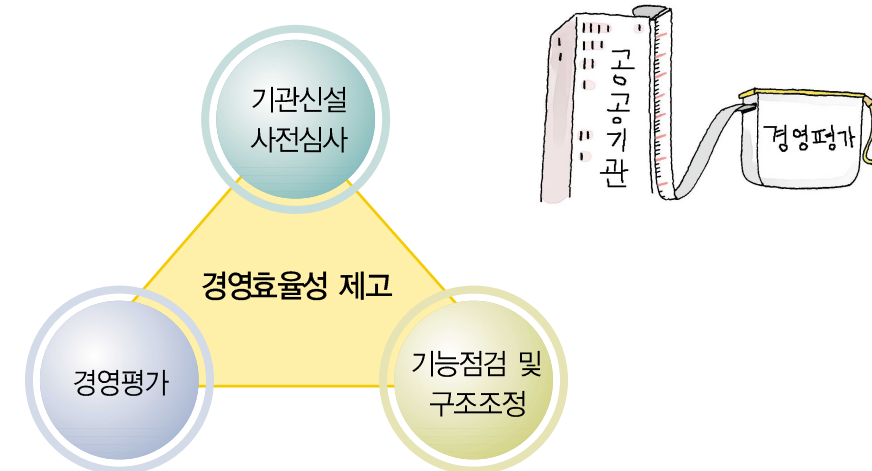 기관신설
사전심사
경영효율성 제고
경영평가
기능점검 및
구조조정
공공기관
경영평가